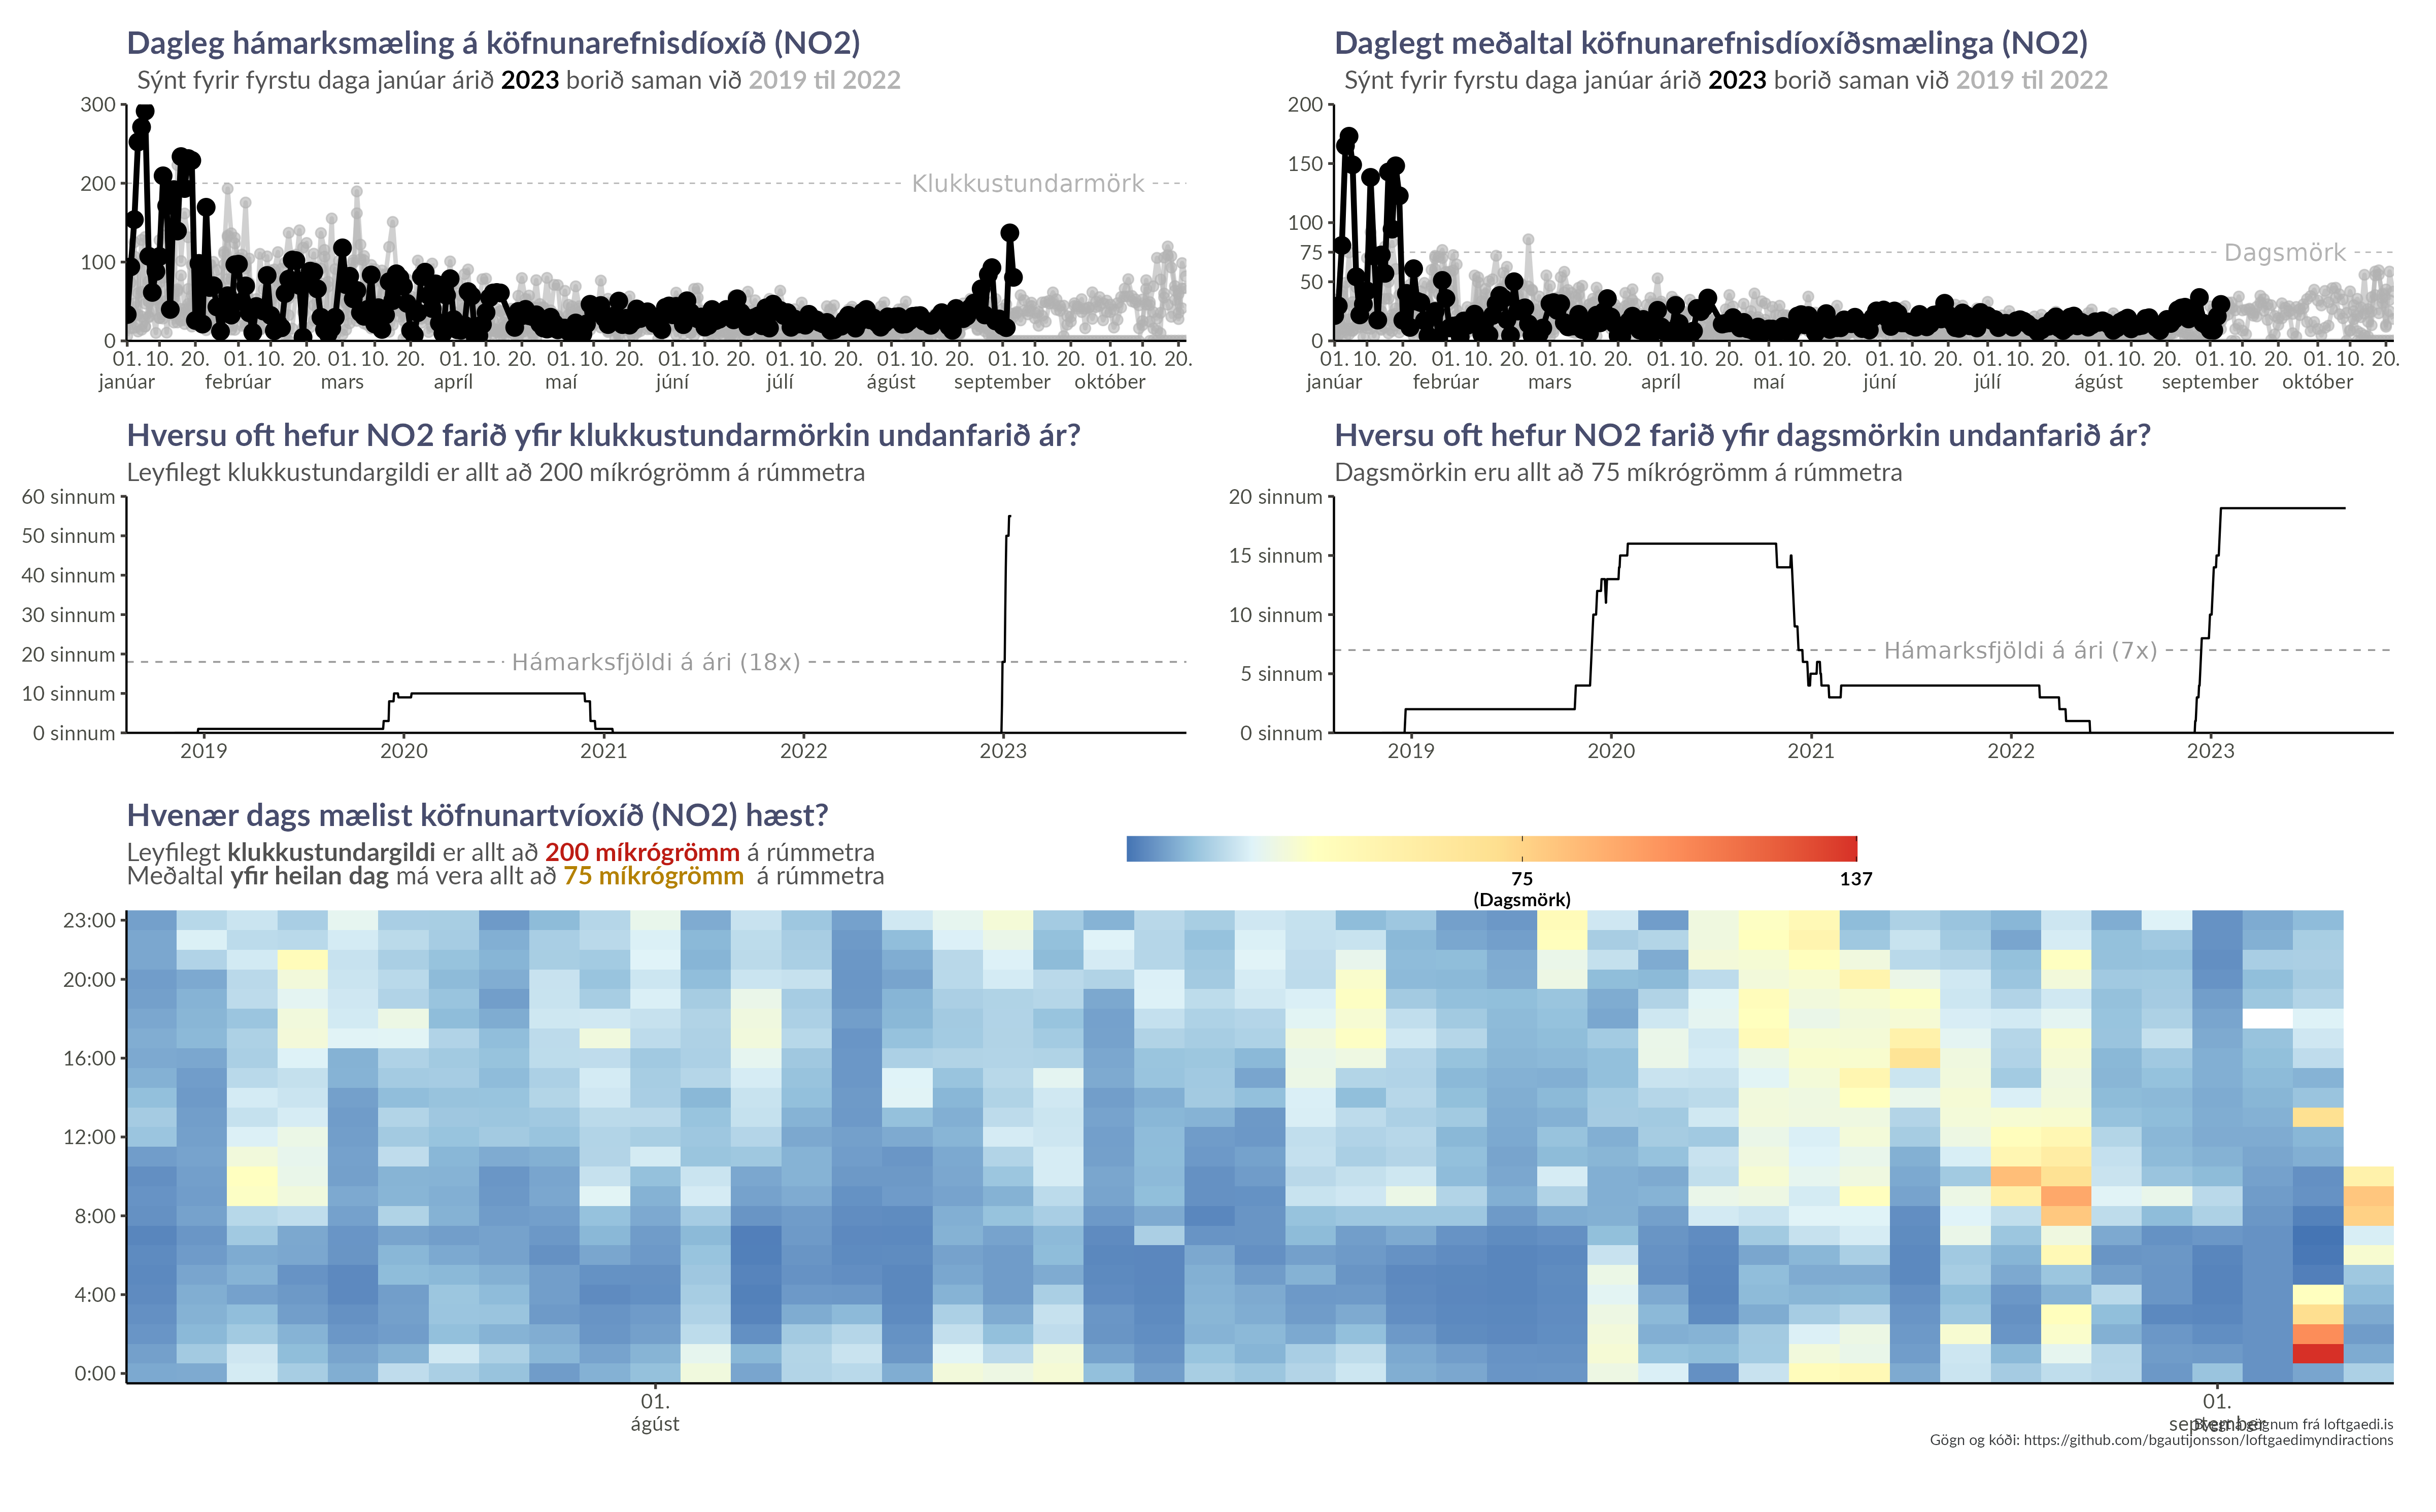 Dagleg hámarksmæling á köfnunarefnisdíoxíð (NO2)
Sýnt fyrir fyrstu daga janúar árið 2023 borið saman við 2019 til 2022
300
200
100
0
Klukkustundarmörk
01. 10. 20. 01. 10. 20. 01. 10. 20. 01. 10. 20. 01. 10. 20. 01. 10. 20. 01. 10. 20. 01. 10. 20. 01. 10. 20. 01. 10. 20.
janúar febrúar mars apríl maí júní júlí ágúst september október
Daglegt meðaltal köfnunarefnisdíoxíðsmælinga (NO2)
Sýnt fyrir fyrstu daga janúar árið 2023 borið saman við 2019 til 2022
200
150
100
75
50
0
Dagsmörk
01. 10. 20. 01. 10. 20. 01. 10. 20. 01. 10. 20. 01. 10. 20. 01. 10. 20. 01. 10. 20. 01. 10. 20. 01. 10. 20. 01. 10. 20.
janúar febrúar mars apríl maí júní júlí ágúst september október
Hversu oft hefur NO2 farið yfir klukkustundarmörkin undanfarið ár?
Leyfilegt klukkustundargildi er allt að 200 míkrógrömm á rúmmetra
60 sinnum
50 sinnum
40 sinnum
30 sinnum
20 sinnum
10 sinnum
0 sinnum
Hámarksfjöldi á ári (18x)
2019 2020 2021 2022 2023
Hversu oft hefur NO2 farið yfir dagsmörkin undanfarið ár?
Dagsmörkin eru allt að 75 míkrógrömm á rúmmetra
20 sinnum
15 sinnum
10 sinnum
5 sinnum
0 sinnum
Hámarksfjöldi á ári (7x)
2019 2020 2021 2022 2023
Hvenær dags mælist köfnunartvíoxíð (NO2) hæst?
Leyfilegt klukkustundargildi er allt að 200 míkrógrömm á rúmmetra
Meðaltal yfir heilan dag má vera allt að 75 míkrógrömm á rúmmetra
75 137
(Dagsmörk)
23:00
20:00
16:00
12:00
8:00
4:00
0:00
01. 01.
ágúst september
Byggt á gögnum frá loftgaedi.is
Gögn og kóði: https://github.com/bgautijonsson/loftgaedimyndiractions